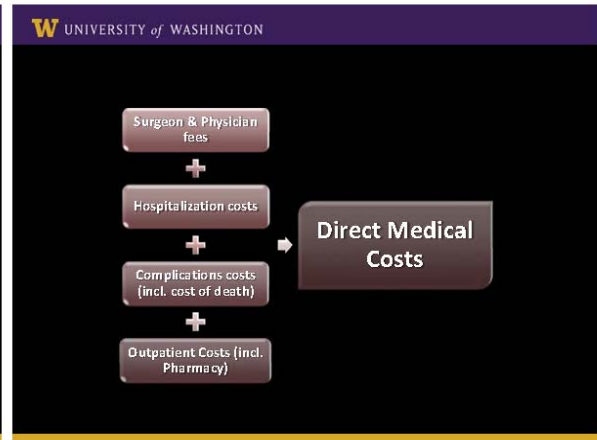 W UNIVERSITY of WASHINGTON
Surgeon & Physician
fees
+
Hospitalization costs
+
Complications costs
(incl. cost of death)
+
Outpatient Costs (incl.
Pharmacy)
Direct Medical
Costs